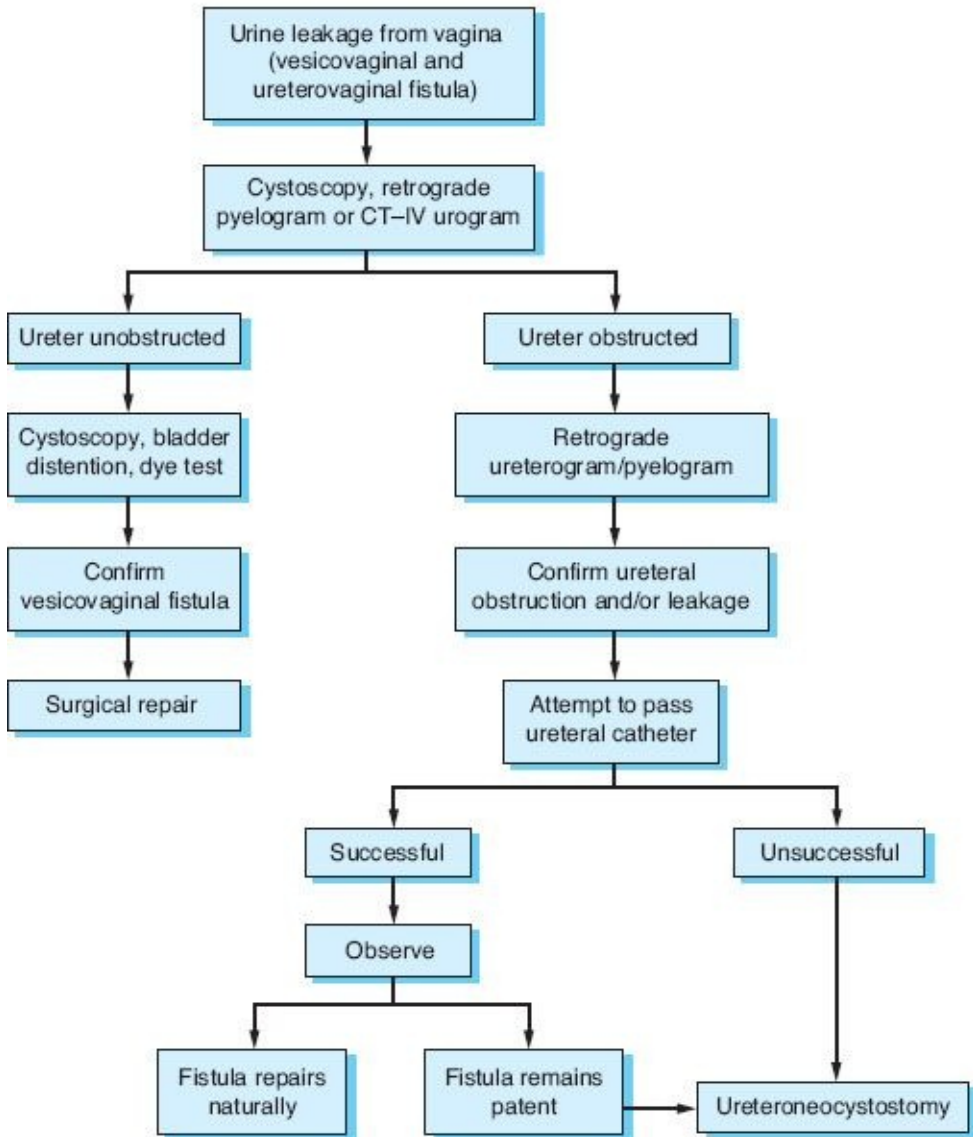 Urine leakage from vagina
(vesicovaginal and
ureterovaginal fistula)
Cystoscopy, retrograde
pyelogram or CT–IV urogram
Ureter unobstructed
Ureter obstructed
Cystoscopy, bladder
distention, dye test
Retrograde
ureterogram/pyelogram
Confirm
vesicovaginal fistula
Confirm ureteral
obstruction and/or leakage
Surgical repair
Attempt to pass
ureteral catheter
Successful
Unsuccessful
Observe
Fistula repairs
naturally
Fistula remains
patent
Ureteroneocystostomy